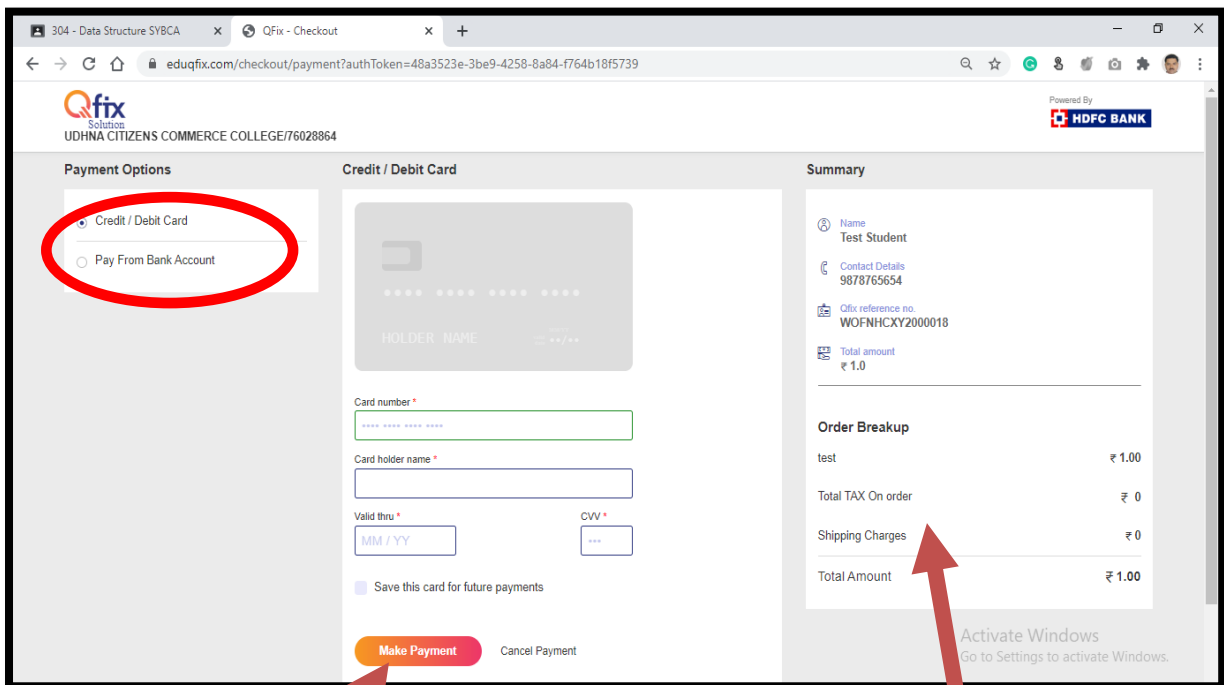 304 - Data Structure SYBCA
QFix - Checkout
eduqfix.com/checkout/payment?authToken=48a3523e-3be9-4258-8a84-f764b18f5739
Qfix
Solution
UDHNA CITIZENS COMMERCE COLLEGE/76028864
Powered By
HDFC BANK
Payment Options
Credit / Debit Card
Pay From Bank Account
Credit / Debit Card
•••• •••• •••• ••••
HOLDER NAME
••/••
Card number *
•••• •••• •••• ••••
Card holder name *
Valid thru *
CVV *
MM / YY
•••
Save this card for future payments
Make Payment
Cancel Payment
Summary
Name
Test Student
Contact Details
9878765654
Qfix reference no.
WOFNHCXY2000018
Total amount
₹ 1.0
Order Breakup
test ₹ 1.00
Total TAX On order ₹ 0
Shipping Charges ₹ 0
Total Amount ₹ 1.00
Activate Windows
Go to Settings to activate Windows.